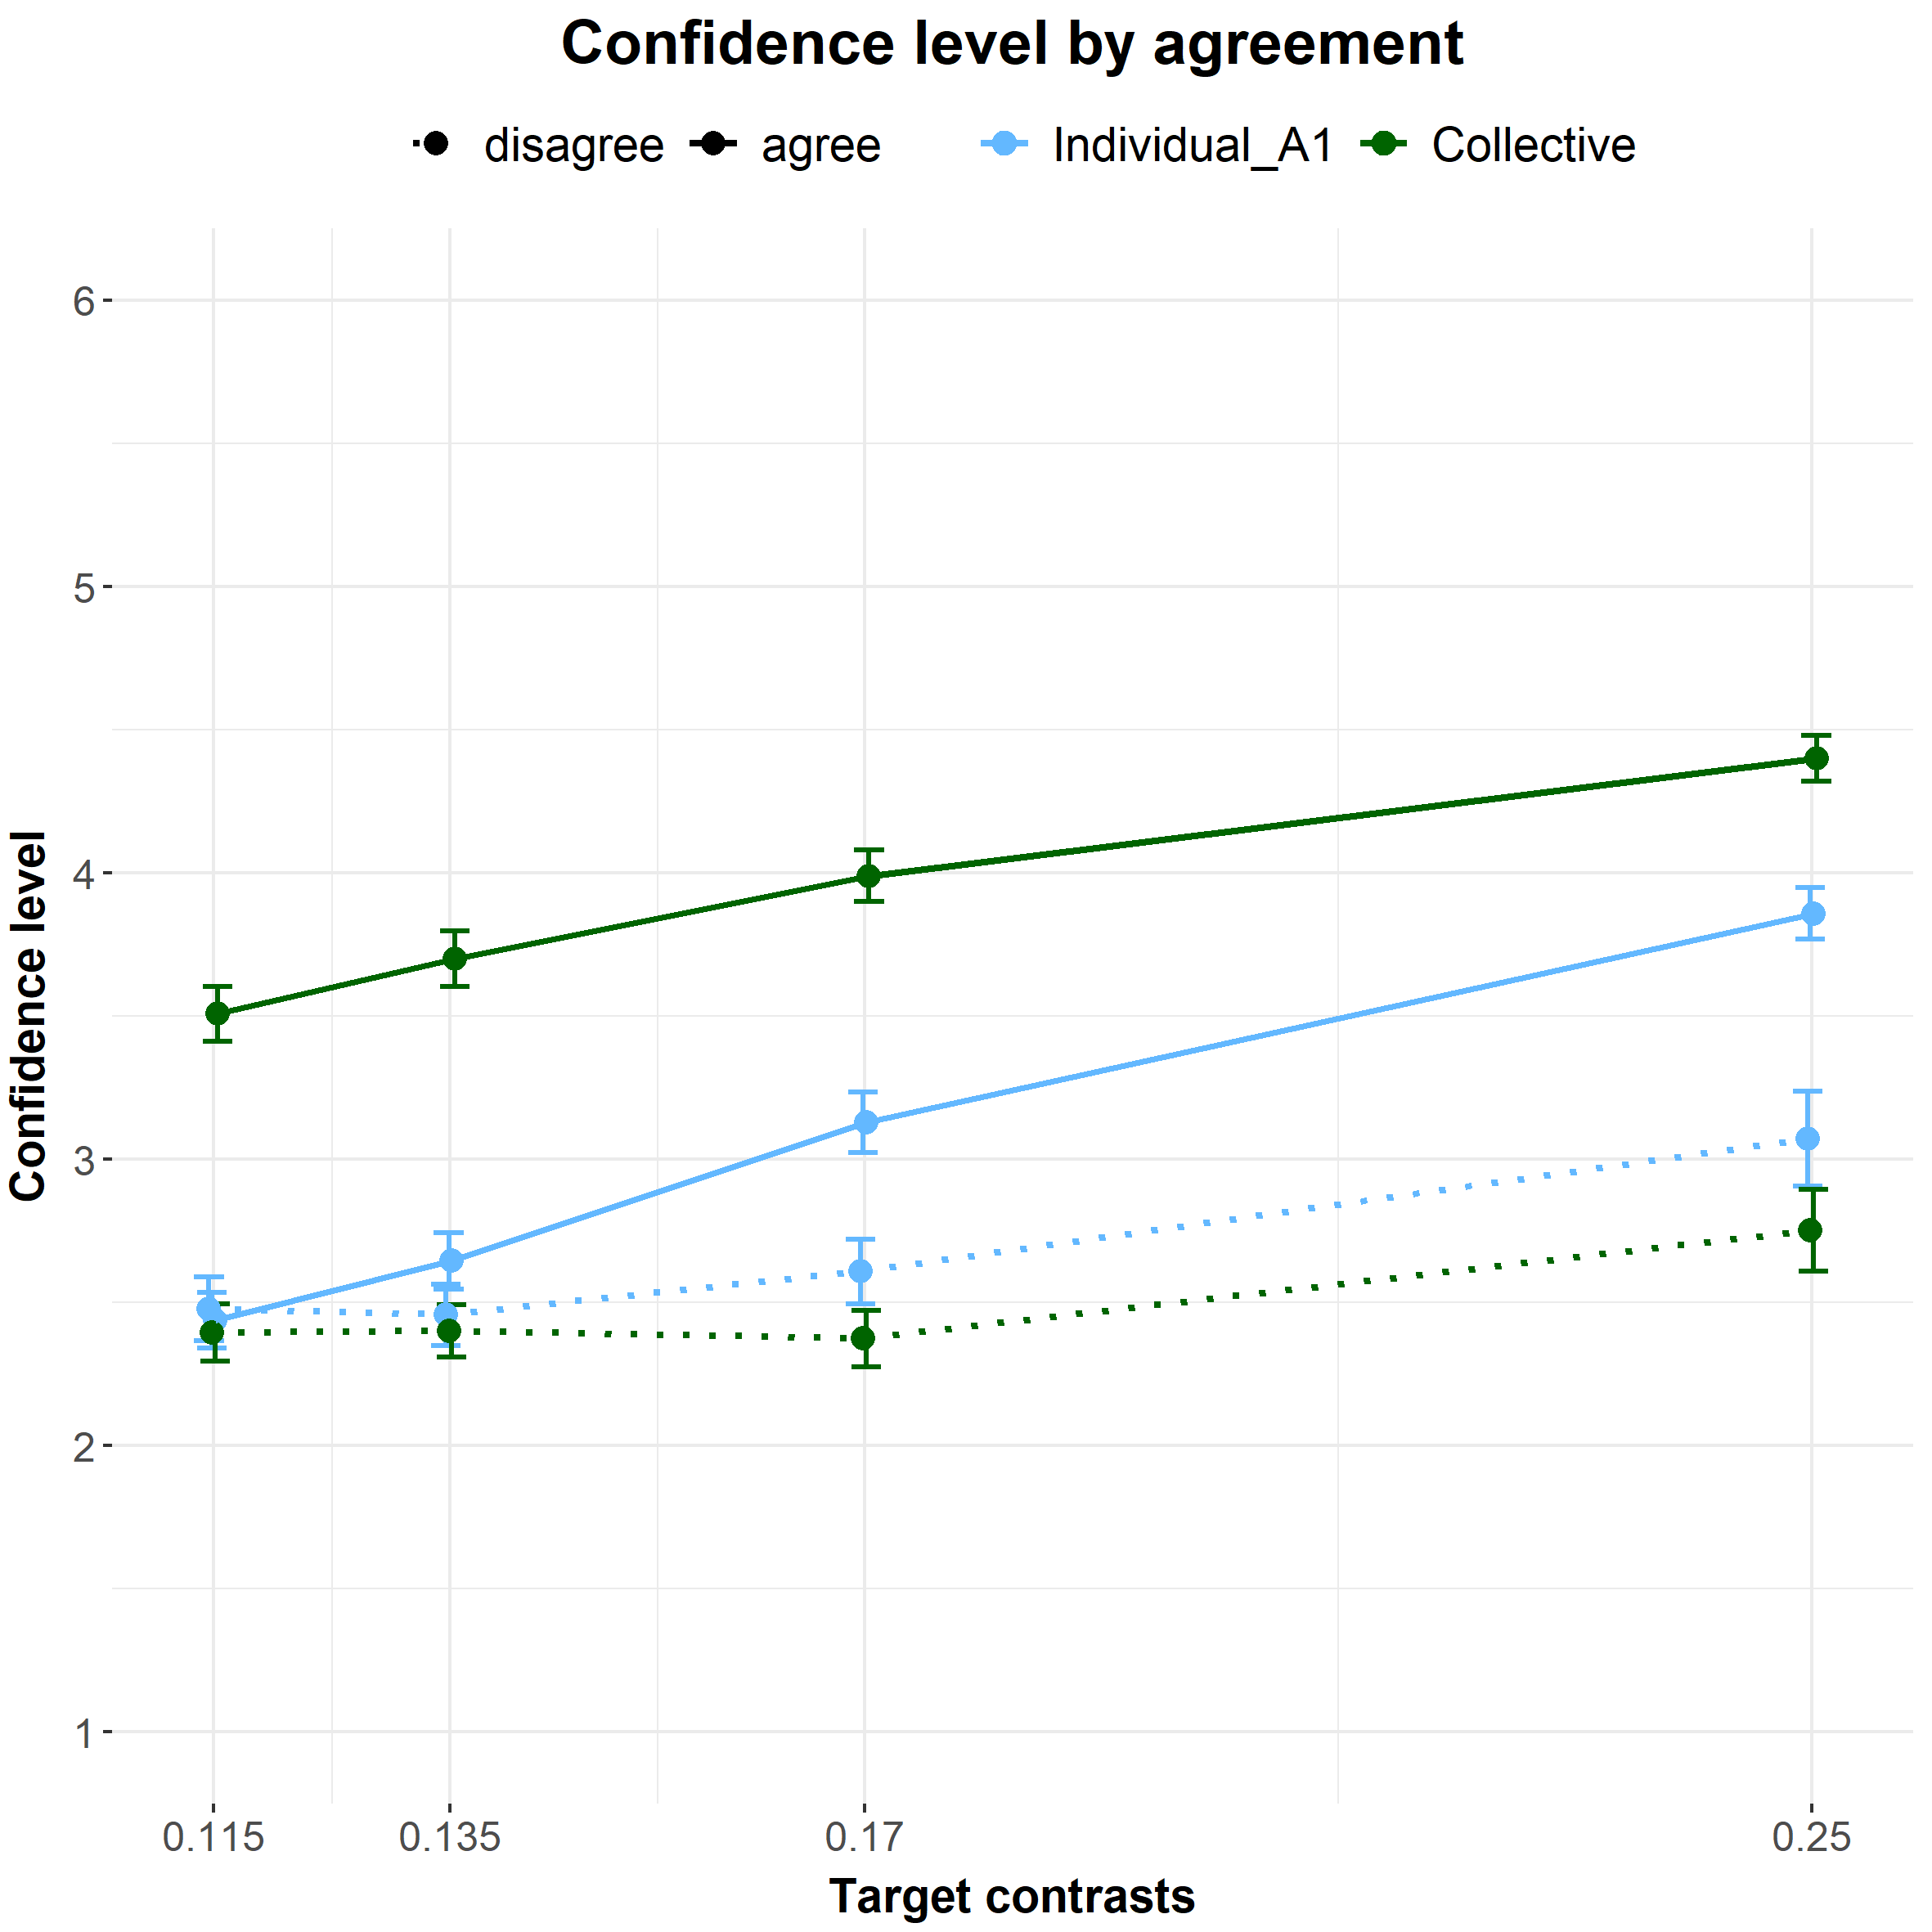 Confidence level by agreement
disagree agree Individual_A1 Collective
6
5
4
3
2
1
Confidence level
0.115 0.135 0.17 0.25
Target contrasts